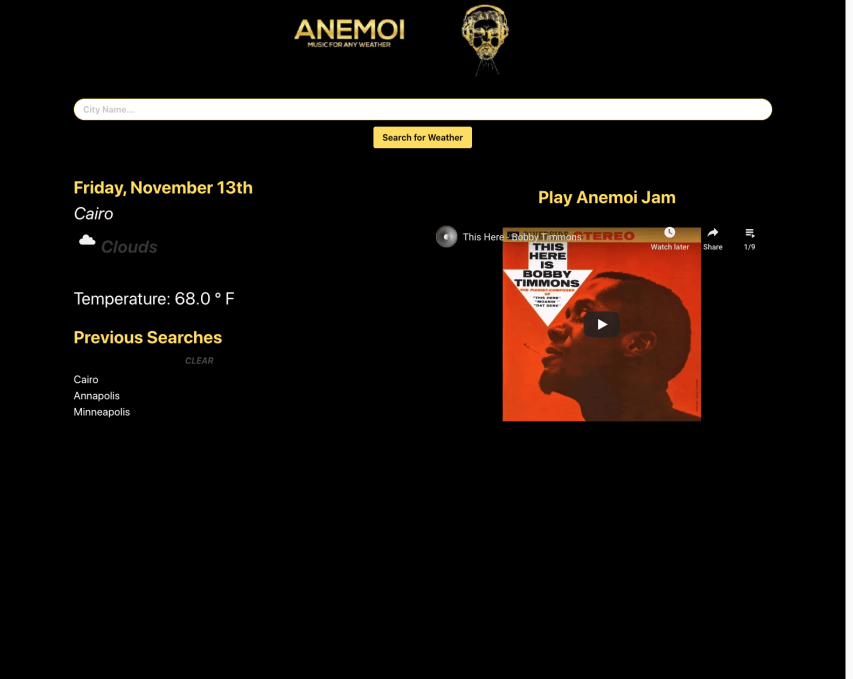 ANEMOI
MUSIC FOR ANY WEATHER
City Name...
Search for Weather
Friday, November 13th
Cairo
Clouds
Temperature: 68.0 ° F
Previous Searches
CLEAR
Cairo
Annapolis
Minneapolis
Play Anemoi Jam
This Here - Bobby Timmons
Watch later
Share
1/9
STEREO
THIS
HERE
IS
BOBBY
TIMMONS
"THIS HERE"
"MOANIN'"
"DAT DERE"